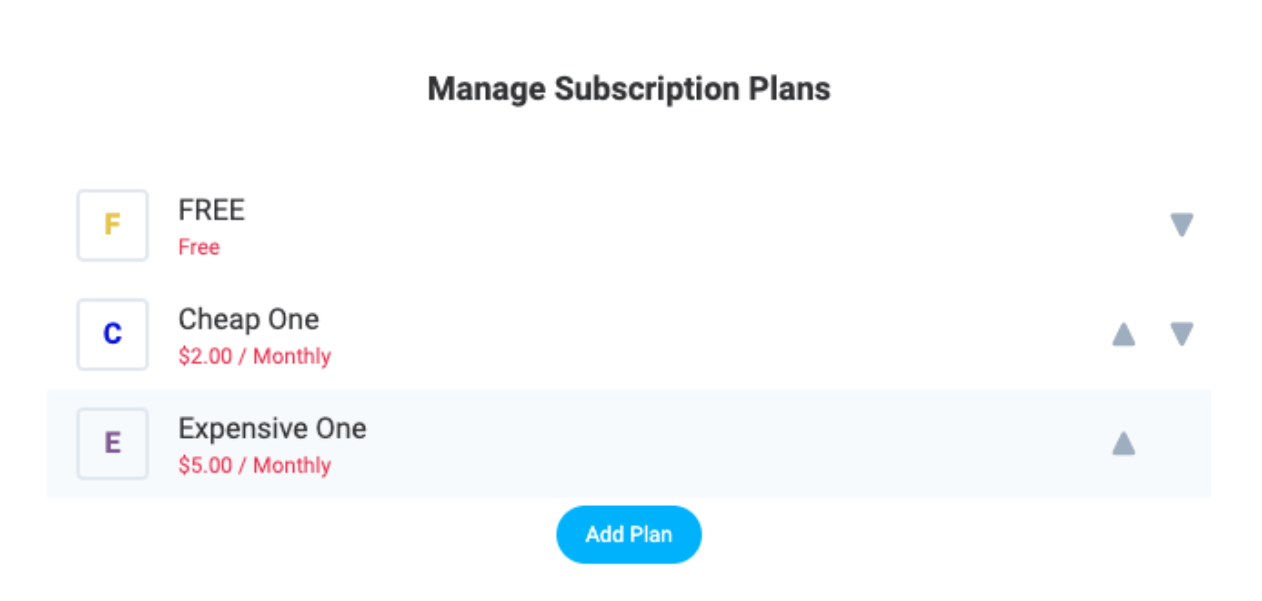 Manage Subscription Plans
F
FREE
Free
C
Cheap One
$2.00 / Monthly
E
Expensive One
$5.00 / Monthly
Add Plan